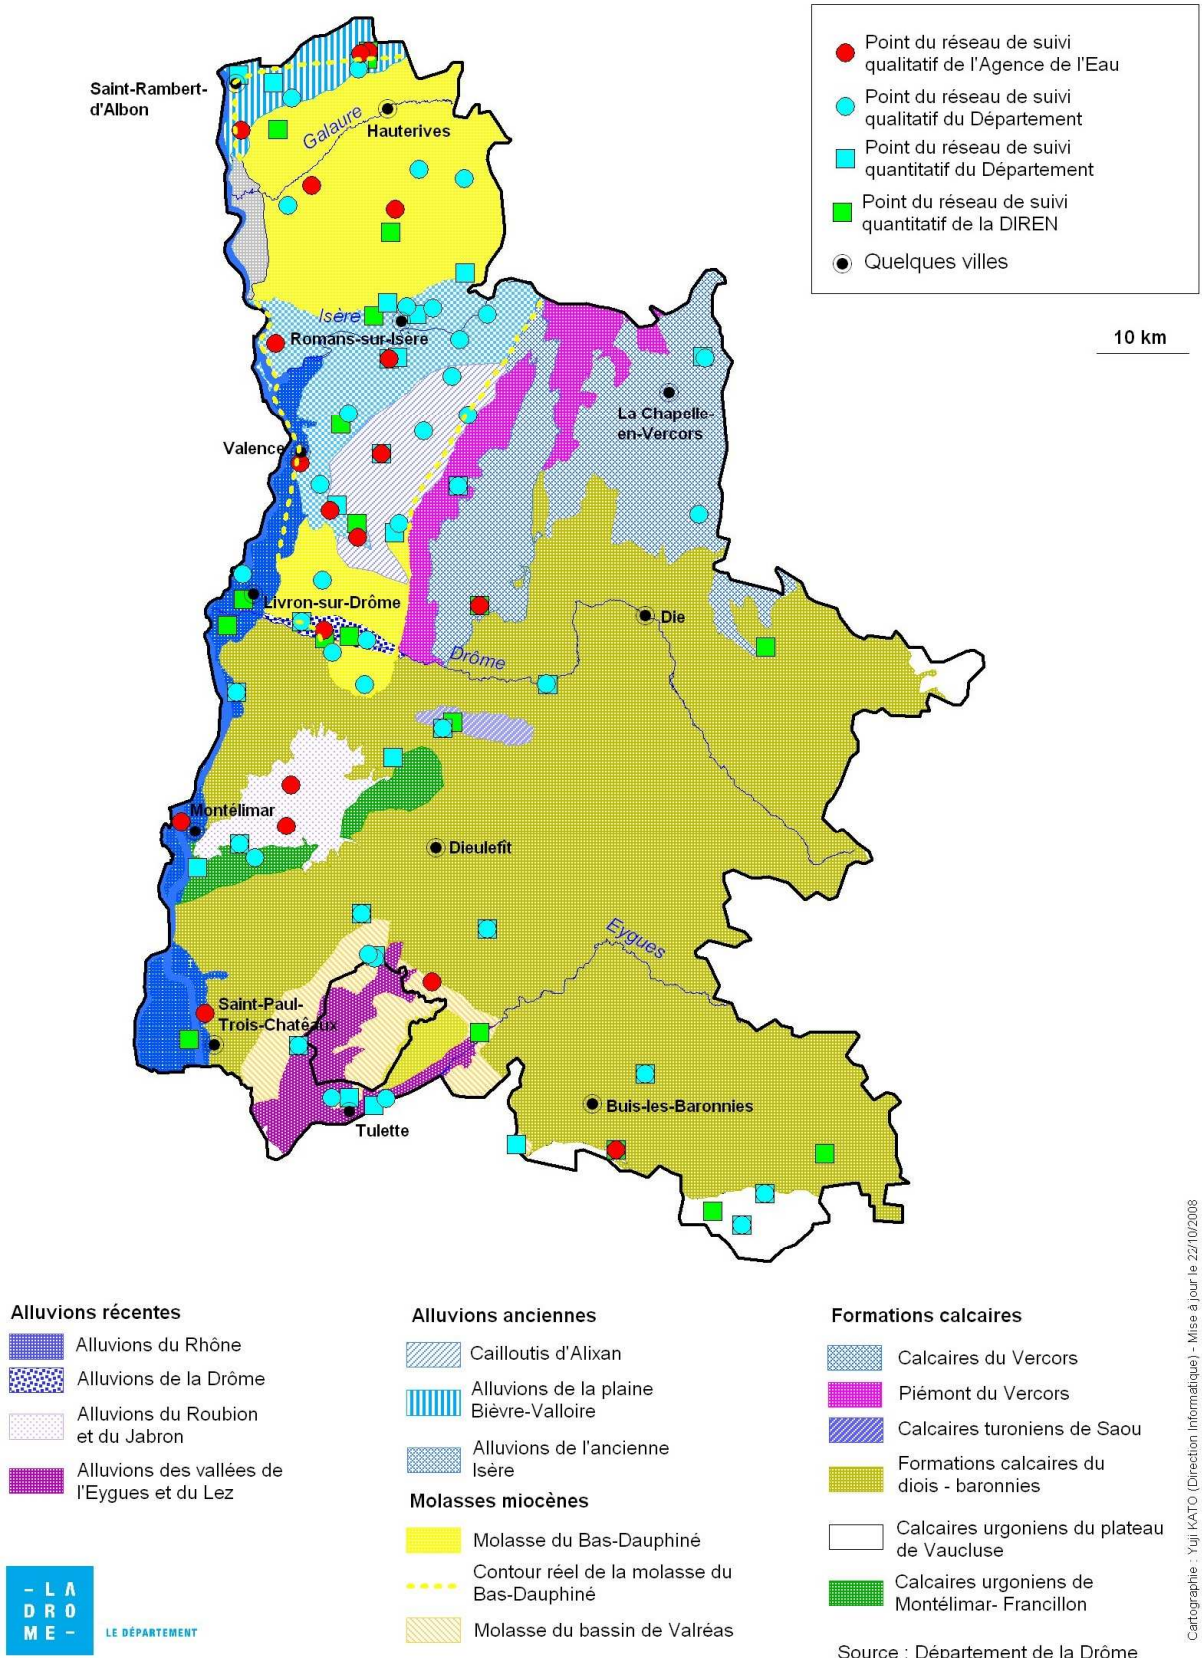 Point du réseau de suivi
qualitatif de l'Agence de l'Eau
Point du réseau de suivi
qualitatif du Département
Point du réseau de suivi
quantitatif du Département
Point du réseau de suivi
quantitatif de la DIREN
Quelques villes
10 km
Saint-Rambert-
d'Albon
Galaure
Hauterives
Isère
Romans-sur-Isère
La Chapelle-
en-Vercors
Valence
Livron-sur-Drôme
Die
Drôme
Montélimar
Dieulefit
Eygues
Saint-Paul-
Trois-Chatêaux
Buis-les-Baronnies
Tulette
Alluvions récentes
Alluvions du Rhône
Alluvions de la Drôme
Alluvions du Roubion
et du Jabron
Alluvions des vallées de
l'Eygues et du Lez
Alluvions anciennes
Cailloutis d'Alixan
Alluvions de la plaine
Bièvre-Valloire
Alluvions de l'ancienne
Isère
Molasses miocènes
Molasse du Bas-Dauphiné
Contour réel de la molasse du
Bas-Dauphiné
Molasse du bassin de Valréas
Formations calcaires
Calcaires du Vercors
Piémont du Vercors
Calcaires turoniens de Saou
Formations calcaires du
diois - baronnies
Calcaires urgoniens du plateau
de Vaucluse
Calcaires urgoniens de
Montélimar- Francillon
Source : Département de la Drôme
Cartographie : Yuji KATO (Direction Informatique) - Mise à jour le 22/10/2008
- L A
D R O
M E -
LE DÉPARTEMENT